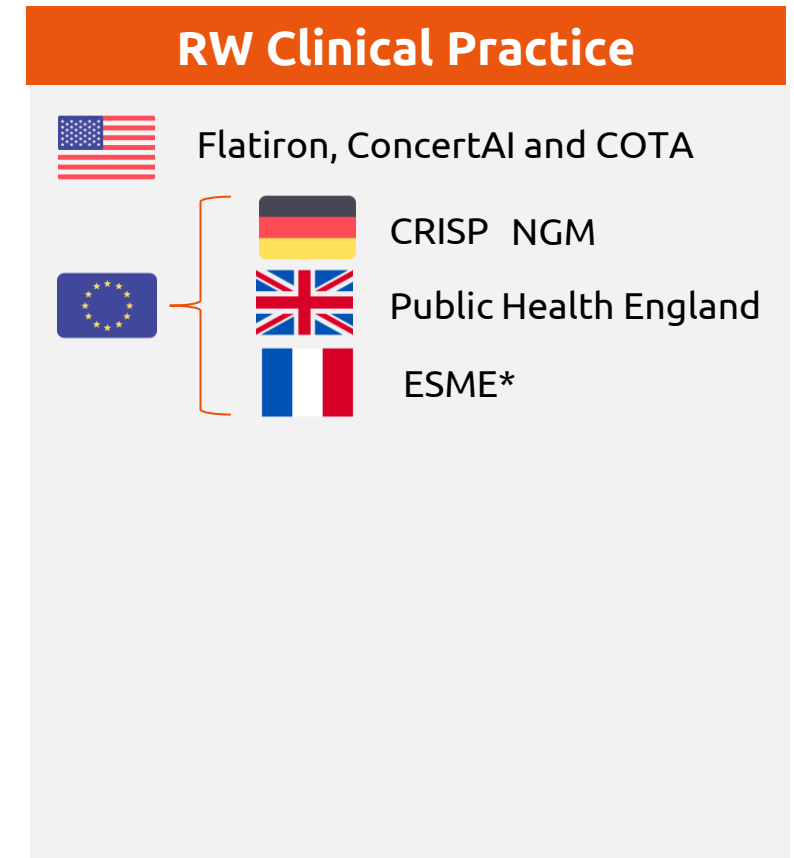 RW Clinical Practice
Flatiron, ConcertAI and COTA
CRISP NGM
Public Health England
ESME*